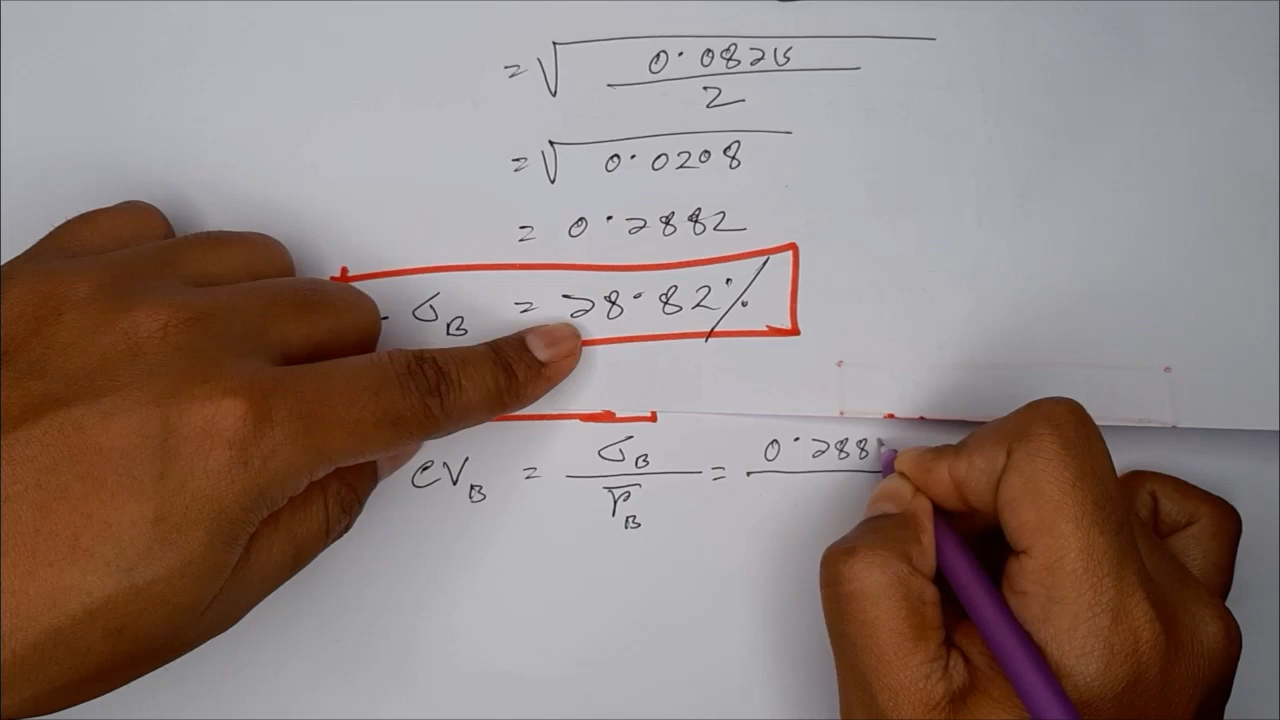 = √ 0.0826 / 2
= √ 0.0208
= 0.2882
σB = 28.82%
CVB = σB / r̄B = 0.288